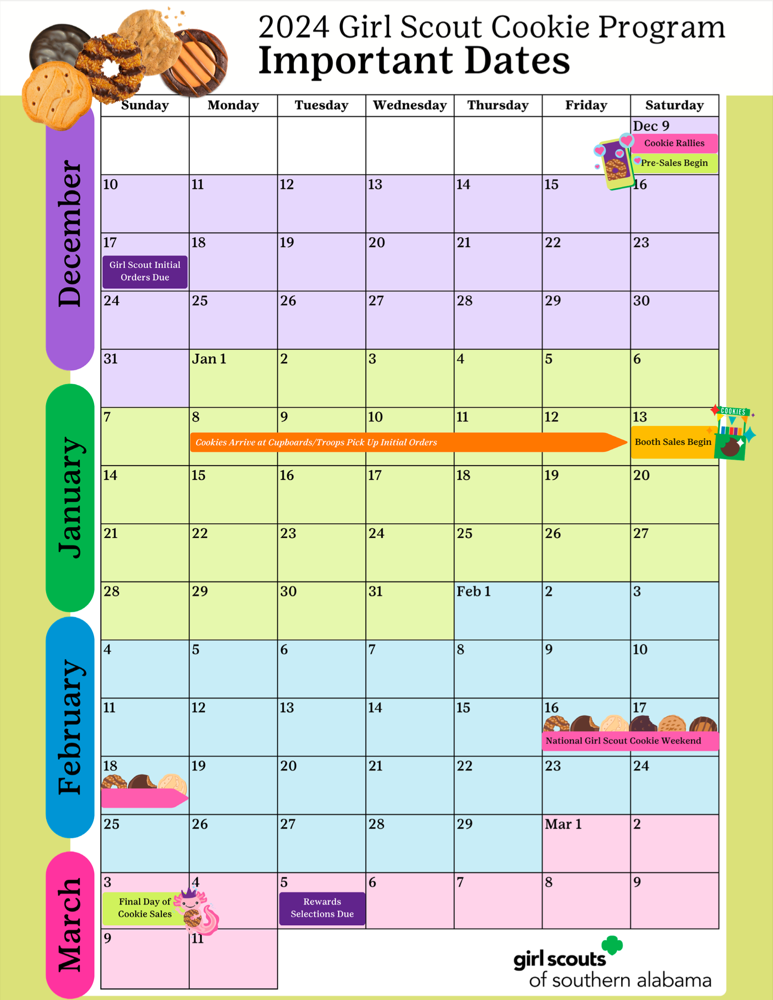 2024 Girl Scout Cookie Program
Important Dates
Sunday Monday Tuesday Wednesday Thursday Friday Saturday
December
Dec 9
Cookie Rallies
Pre-Sales Begin
10 11 12 13 14 15 16
17 18 19 20 21 22 23
Girl Scout Initial
Orders Due
24 25 26 27 28 29 30
31 Jan 1 2 3 4 5 6
January
7 8 9 10 11 12 13
COOKIES
Cookies Arrive at Cupboards/Troops Pick Up Initial Orders
Booth Sales Begin
14 15 16 17 18 19 20
21 22 23 24 25 26 27
28 29 30 31 Feb 1 2 3
February
4 5 6 7 8 9 10
11 12 13 14 15 16 17
National Girl Scout Cookie Weekend
18 19 20 21 22 23 24
25 26 27 28 29 Mar 1 2
March
3 4 5 6 7 8 9
Final Day of
Cookie Sales
Rewards
Selections Due
9 11
girl scouts
of southern alabama